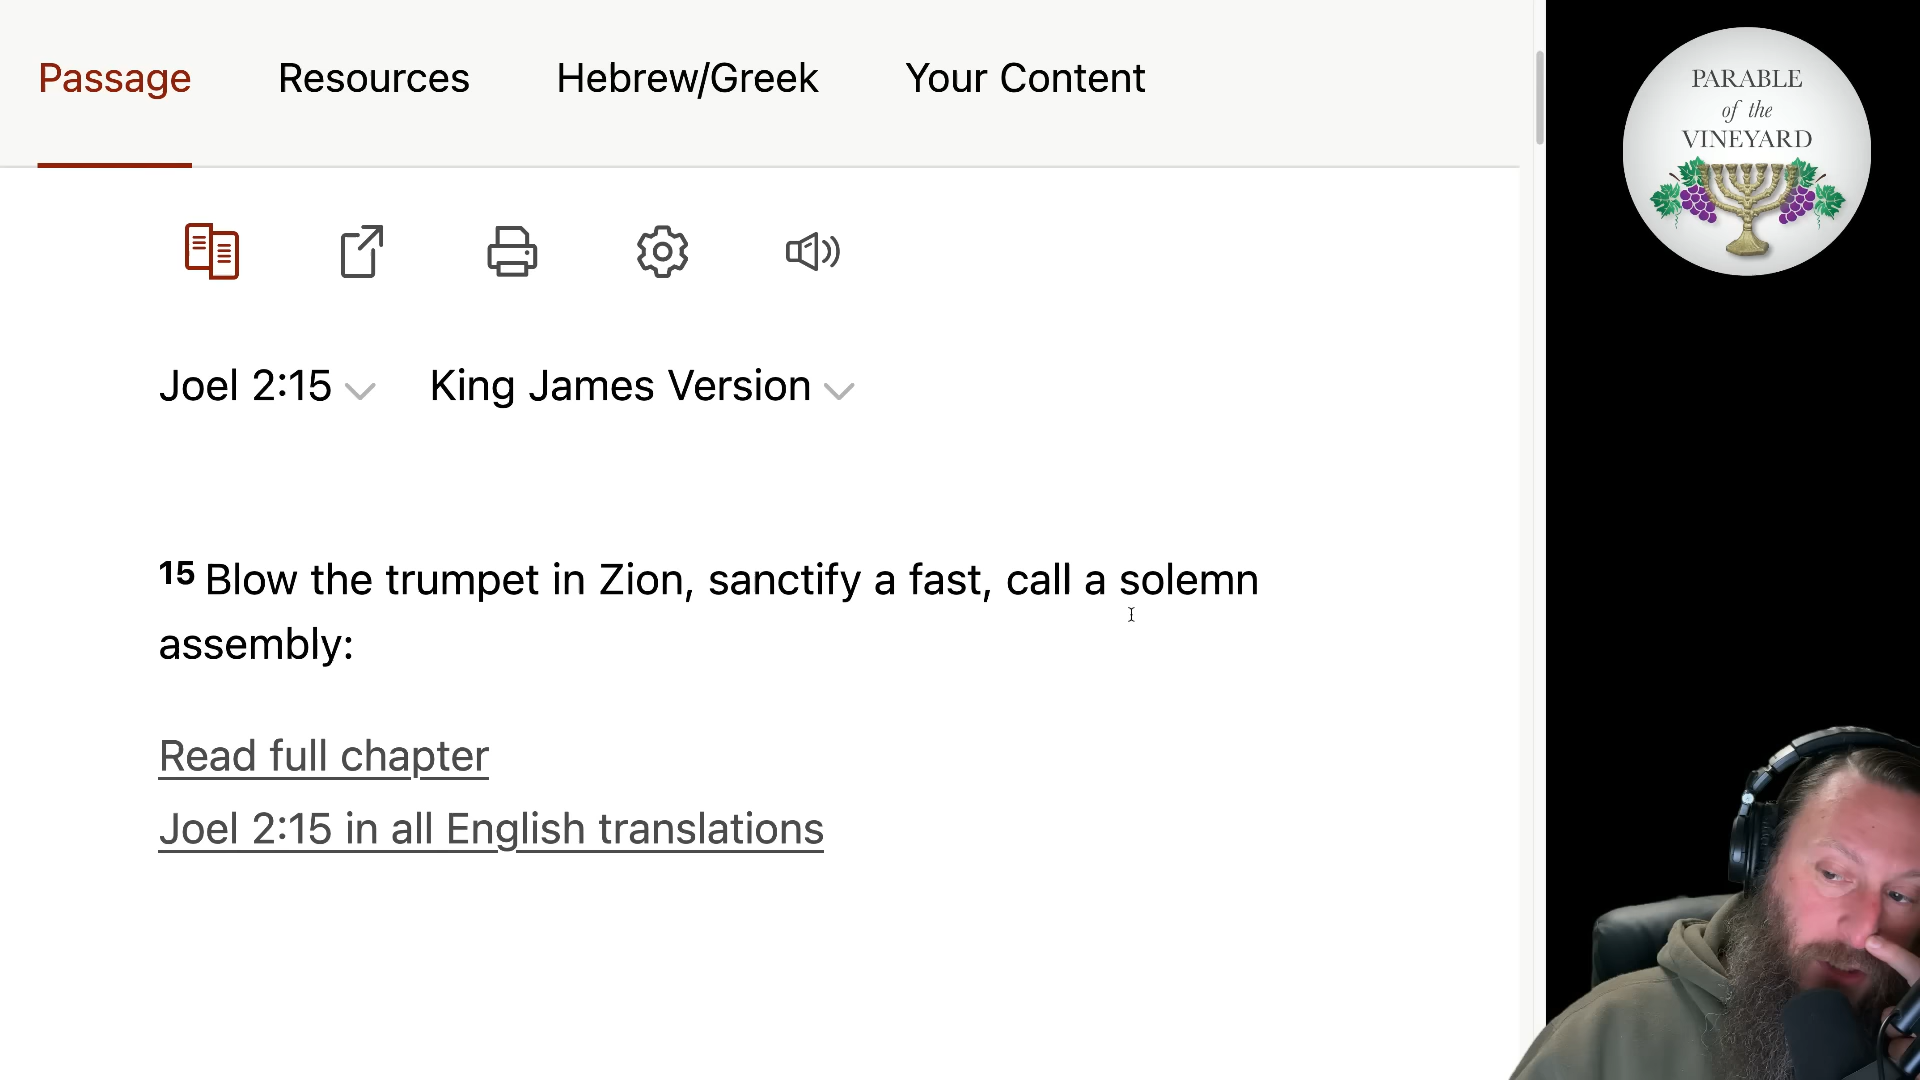 Passage Resources Hebrew/Greek Your Content
PARABLE
of the
VINEYARD
Joel 2:15 King James Version
15 Blow the trumpet in Zion, sanctify a fast, call a solemn
assembly:
Read full chapter
Joel 2:15 in all English translations